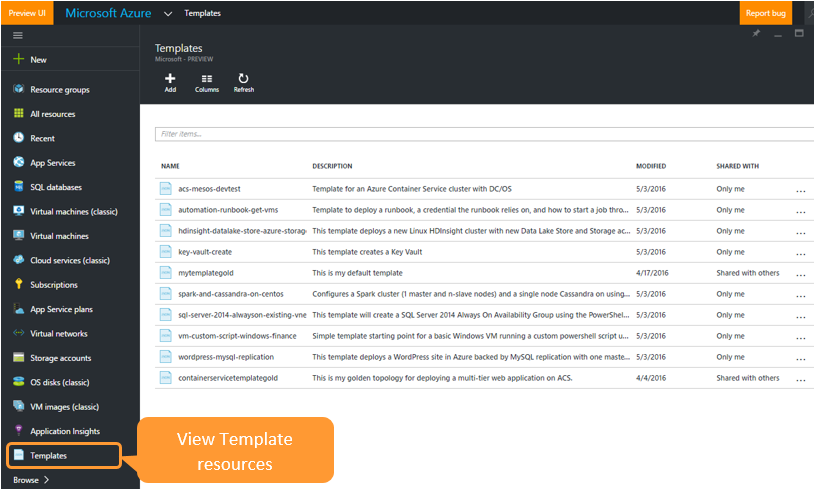 Preview UI Microsoft Azure Templates Report bug
Templates
Microsoft - PREVIEW
Add Columns Refresh
New
Resource groups
All resources
Recent
App Services
SQL databases
Virtual machines (classic)
Virtual machines
Cloud services (classic)
Subscriptions
App Service plans
Virtual networks
Storage accounts
OS disks (classic)
VM images (classic)
Application Insights
Templates
Browse
Filter items...
NAME DESCRIPTION MODIFIED SHARED WITH
acs-mesos-devtest Template for an Azure Container Service cluster with DC/OS 5/3/2016 Only me ...
automation-runbook-get-vms Template to deploy a runbook, a credential the runbook relies on, and how to start a job throu... 5/3/2016 Only me ...
hdinsight-datalake-store-azure-storag This template deploys a new Linux HDInsight cluster with new Data Lake Store and Storage ac... 5/3/2016 Only me ...
key-vault-create This template creates a Key Vault 5/3/2016 Only me ...
mytemplategold This is my default template 4/17/2016 Shared with others ...
spark-and-cassandra-on-centos Configures a Spark cluster (1 master and n-slave nodes) and a single node Cassandra on using... 5/3/2016 Only me ...
sql-server-2014-alwayson-existing-vne This template will create a SQL Server 2014 Always On Availability Group using the PowerShel... 5/3/2016 Only me ...
vm-custom-script-windows-finance Simple template starting point for a basic Windows VM running a custom powershell script u... 5/3/2016 Only me ...
wordpress-mysql-replication This template deploys a WordPress site in Azure backed by MySQL replication with one maste... 5/3/2016 Only me ...
containerservicetemplategold This is my golden topology for deploying a multi-tier web application on ACS. 4/4/2016 Shared with others ...
View Template
resources